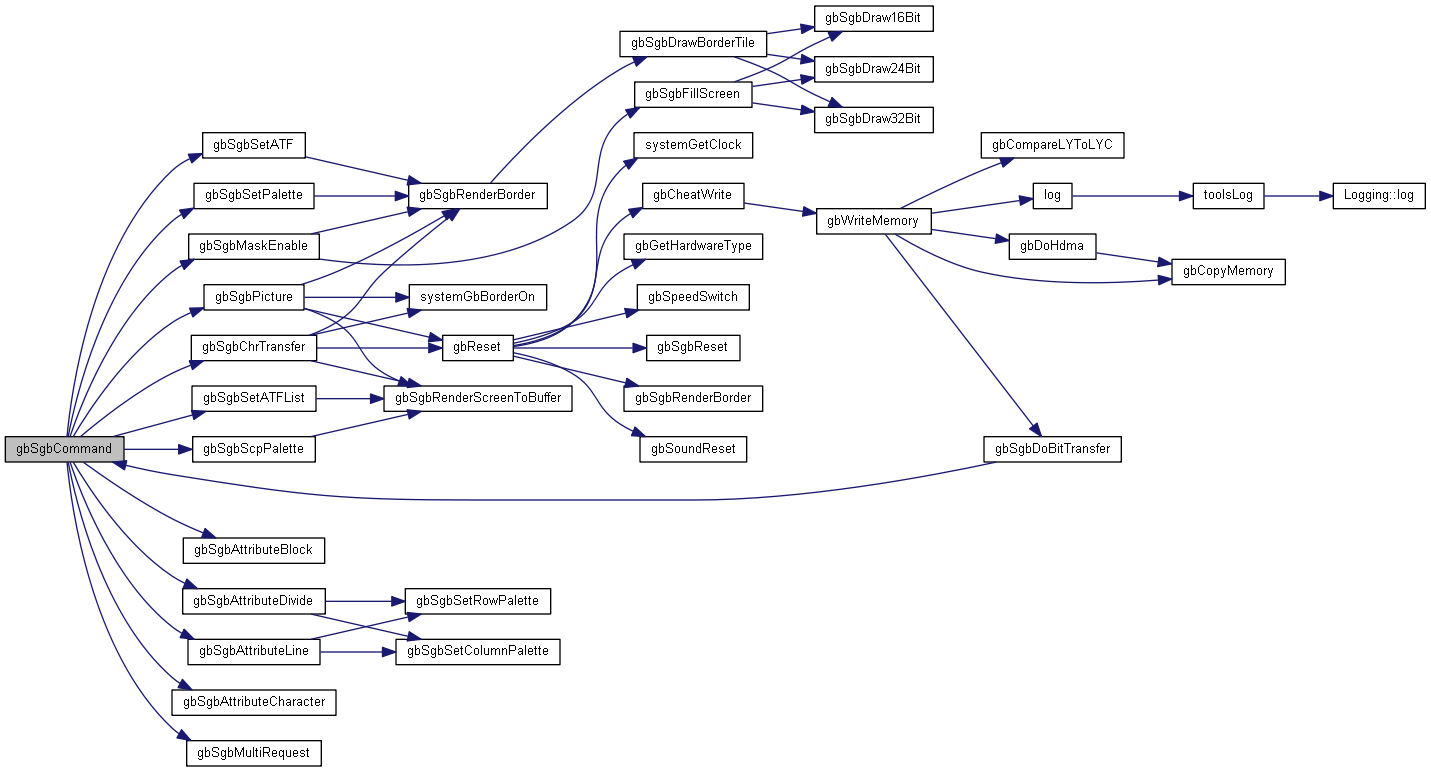 gbSgbCommand
gbSgbSetATF
gbSgbSetPalette
gbSgbMaskEnable
gbSgbPicture
gbSgbChrTransfer
gbSgbSetATFList
gbSgbScpPalette
gbSgbAttributeBlock
gbSgbAttributeDivide
gbSgbAttributeLine
gbSgbAttributeCharacter
gbSgbMultiRequest
gbSgbRenderBorder
systemGbBorderOn
gbReset
gbSgbRenderScreenToBuffer
gbSgbSetRowPalette
gbSgbSetColumnPalette
gbSgbDrawBorderTile
gbSgbFillScreen
systemGetClock
gbCheatWrite
gbGetHardwareType
gbSpeedSwitch
gbSgbReset
gbSgbRenderBorder
gbSoundReset
gbSgbDraw16Bit
gbSgbDraw24Bit
gbSgbDraw32Bit
gbWriteMemory
gbCompareLYToLYC
log
gbDoHdma
gbSgbDoBitTransfer
toolsLog
gbCopyMemory
Logging::log